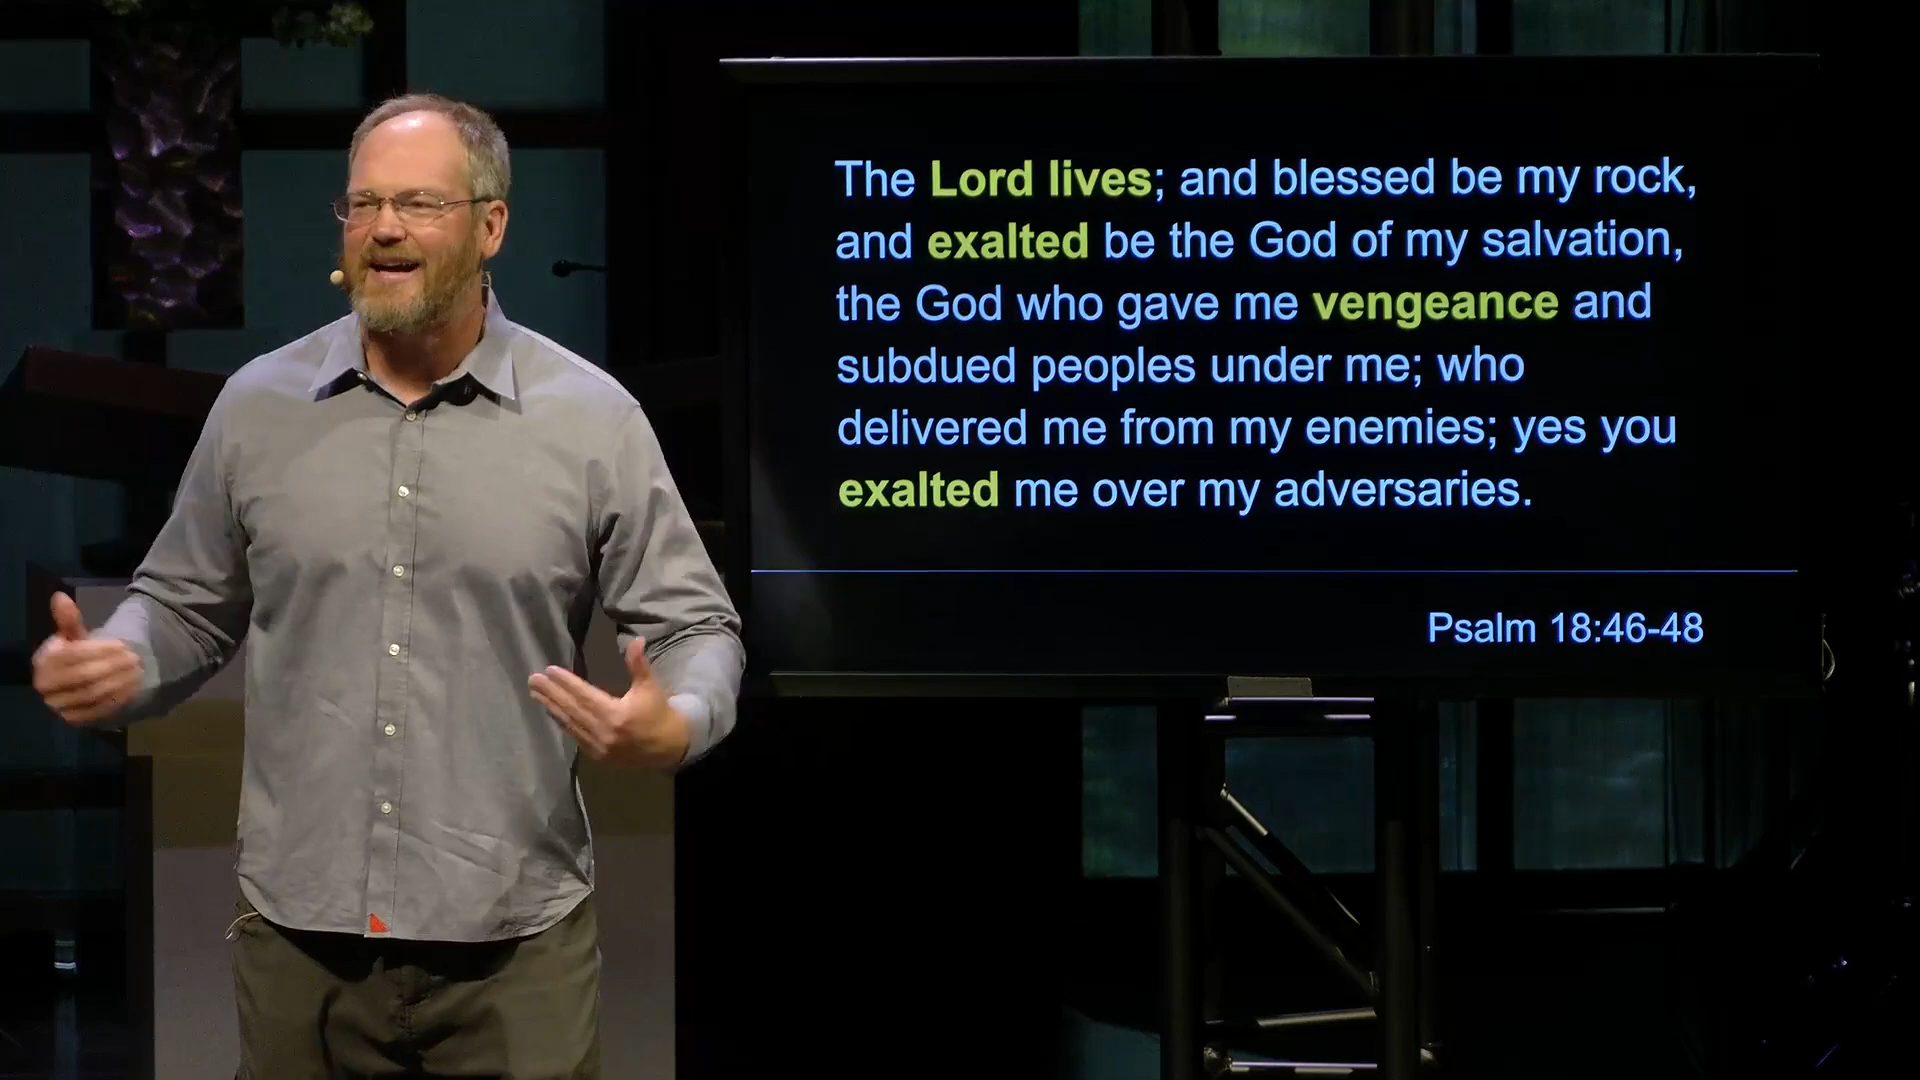 The Lord lives; and blessed be my rock,
and exalted be the God of my salvation,
the God who gave me vengeance and
subdued peoples under me; who
delivered me from my enemies; yes you
exalted me over my adversaries.
Psalm 18:46-48